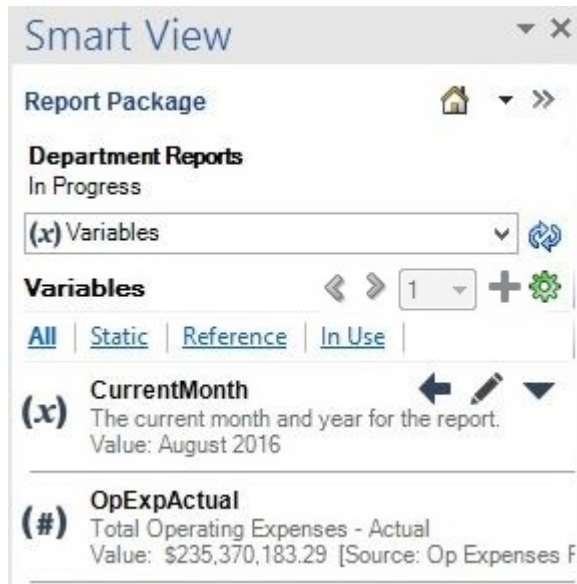 Smart View
Report Package
Department Reports
In Progress
(x) Variables
Variables
1
All | Static | Reference | In Use |
(x) CurrentMonth
The current month and year for the report.
Value: August 2016
(#) OpExpActual
Total Operating Expenses - Actual
Value: $235,370,183.29 [Source: Op Expenses